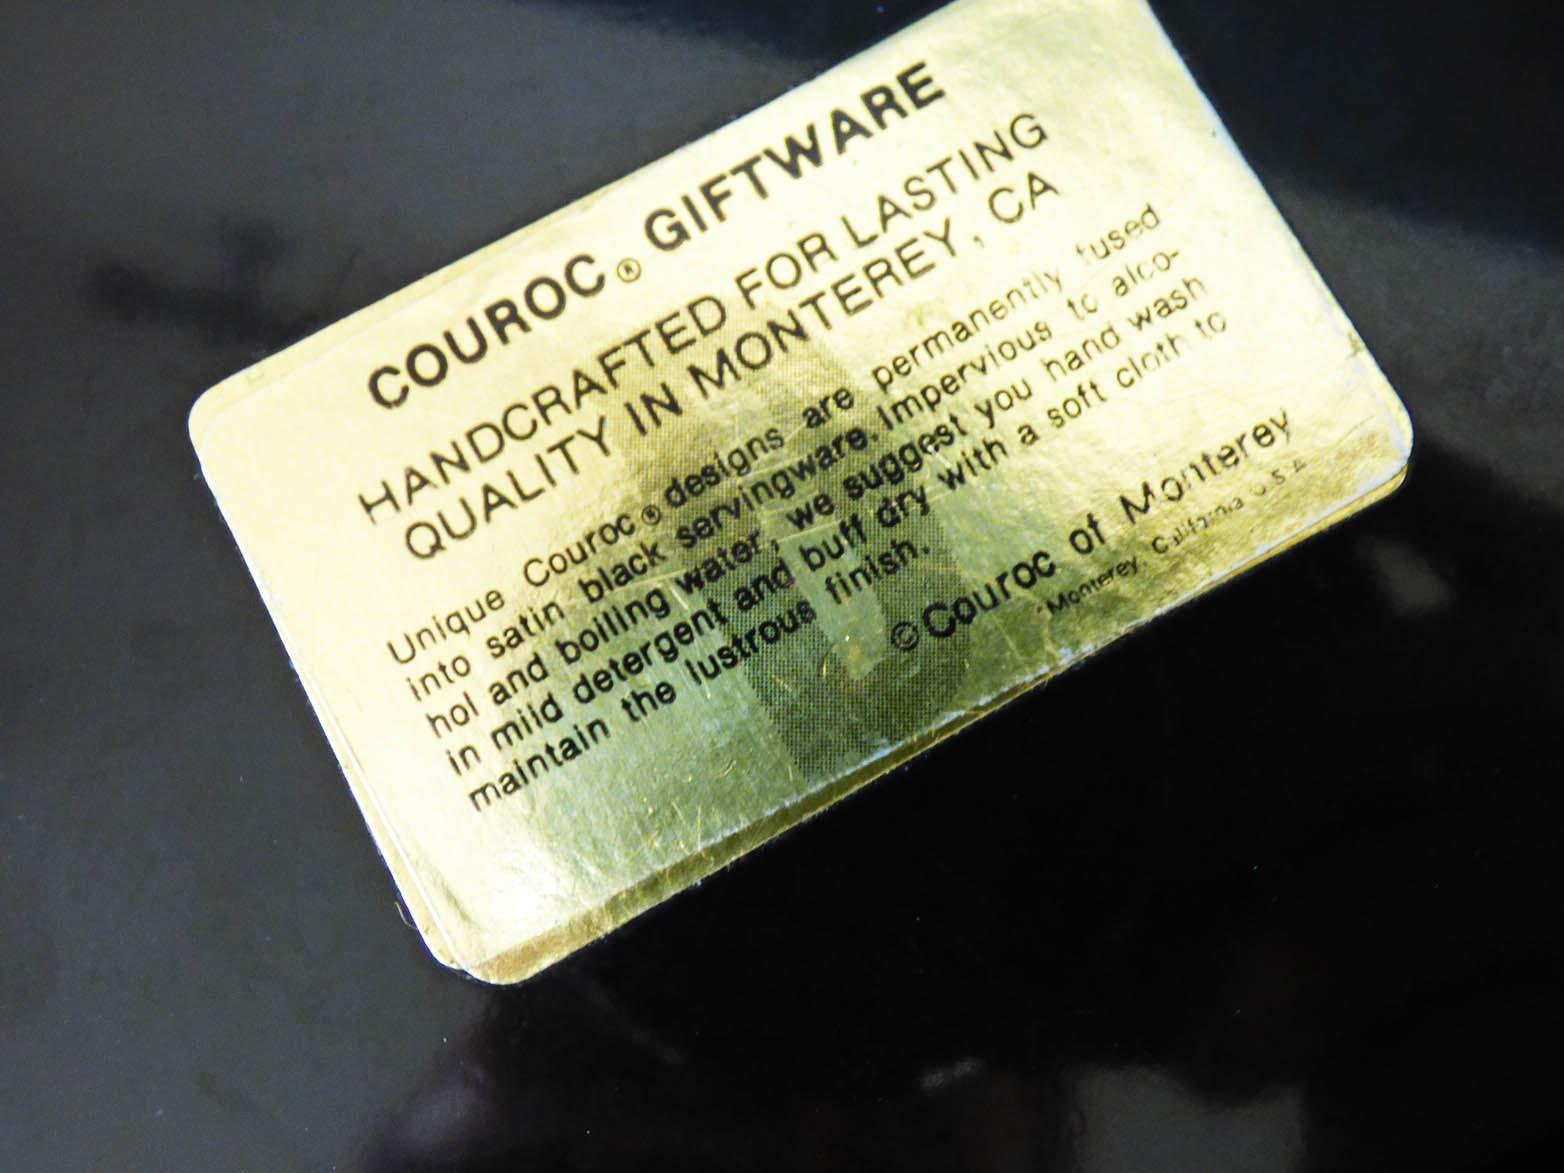 COUROC® GIFTWARE
HANDCRAFTED FOR LASTING
QUALITY IN MONTEREY, CA
Unique Couroc® designs are permanently fused
into satin black servingware. Impervious to alco-
hol and boiling water, we suggest you hand wash
in mild detergent and buff dry with a soft cloth to
maintain the lustrous finish.
© Couroc of Monterey
Monterey, California U.S.A.